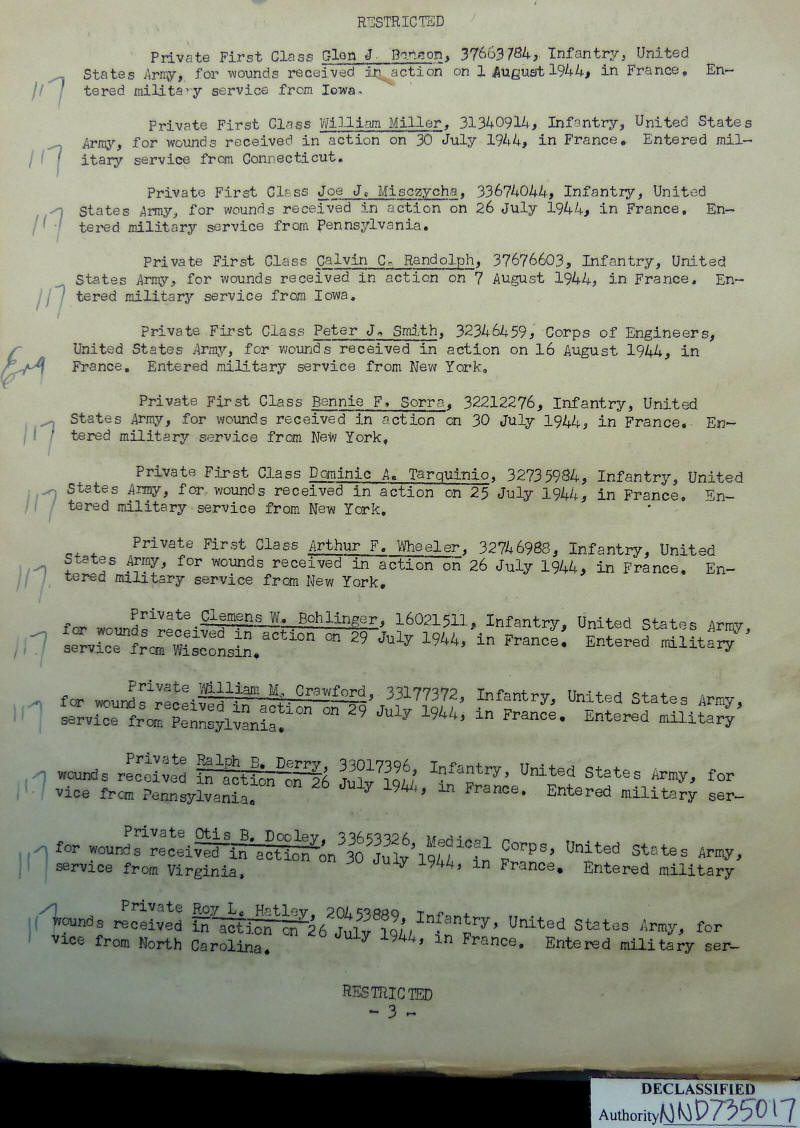 RESTRICTED
Private First Class Glen J. Benson, 37663784, Infantry, United
States Army, for wounds received in action on 1 August 1944, in France. En-
tered military service from Iowa.
117
Private First Class William Miller, 31340914, Infantry, United States
Army, for wounds received in action on 30 July 1944, in France. Entered mil-
itary service from Connecticut.
117
Private First Class Joe J. Misczycha, 33674044, Infantry, United
States Army, for wounds received in action on 26 July 1944, in France. En-
tered military service from Pennsylvania.
117
Private First Class Calvin C. Randolph, 37676603, Infantry, United
States Army, for wounds received in action on 7 August 1944, in France. En-
tered military service from Iowa.
117
Private First Class Peter J. Smith, 32346459, Corps of Engineers,
United States Army, for wounds received in action on 16 August 1944, in
France. Entered military service from New York.
Eng
Private First Class Bennie F. Sorra, 32212276, Infantry, United
States Army, for wounds received in action on 30 July 1944, in France. En-
tered military service from New York.
117
Private First Class Dominic A. Tarquinio, 32735984, Infantry, United
States Army, for wounds received in action on 25 July 1944, in France. En-
tered military service from New York.
117
Private First Class Arthur F. Wheeler, 32746988, Infantry, United
States Army, for wounds received in action on 26 July 1944, in France. En-
tered military service from New York.
117
Private Clemens W. Bohlinger, 16021511, Infantry, United States Army,
for wounds received in action on 29 July 1944, in France. Entered military
service from Wisconsin.
117
Private William M. Crawford, 33177372, Infantry, United States Army,
for wounds received in action on 29 July 1944, in France. Entered military
service from Pennsylvania.
117
Private Ralph B. Derry, 33017396, Infantry, United States Army, for
wounds received in action on 26 July 1944, in France. Entered military ser-
vice from Pennsylvania.
117
Private Otis B. Dooley, 33653326, Medical Corps, United States Army,
for wounds received in action on 30 July 1944, in France. Entered military
service from Virginia.
117
Private Roy L. Hatley, 20453889, Infantry, United States Army, for
wounds received in action on 26 July 1944, in France. Entered military ser-
vice from North Carolina.
117
RESTRICTED
- 3 -
DECLASSIFIED
Authority NND735017